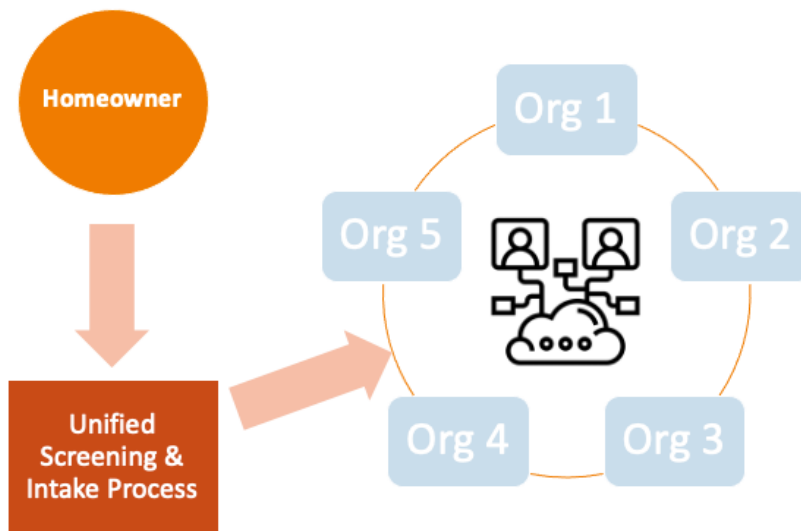 Homeowner
Org 1
Org 5
Org 2
Unified
Screening &
Intake Process
Org 4
Org 3